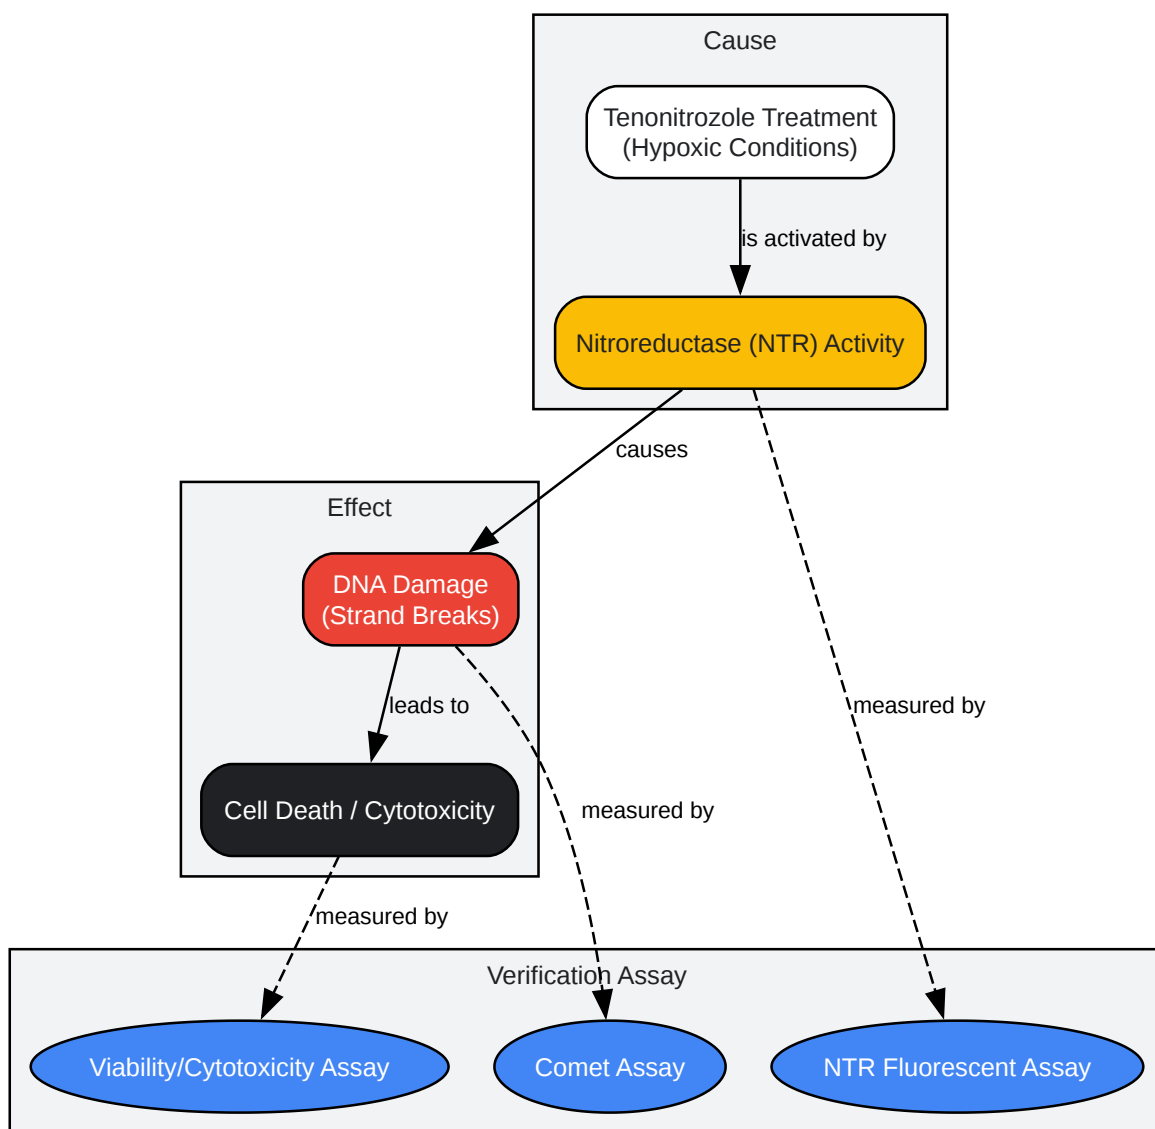 Cause
Tenonitrozole Treatment
(Hypoxic Conditions)
is activated by
Nitroreductase (NTR) Activity
causes
Effect
DNA Damage
(Strand Breaks)
leads to
measured by
Cell Death / Cytotoxicity
measured by
measured by
Verification Assay
Viability/Cytotoxicity Assay
Comet Assay
NTR Fluorescent Assay